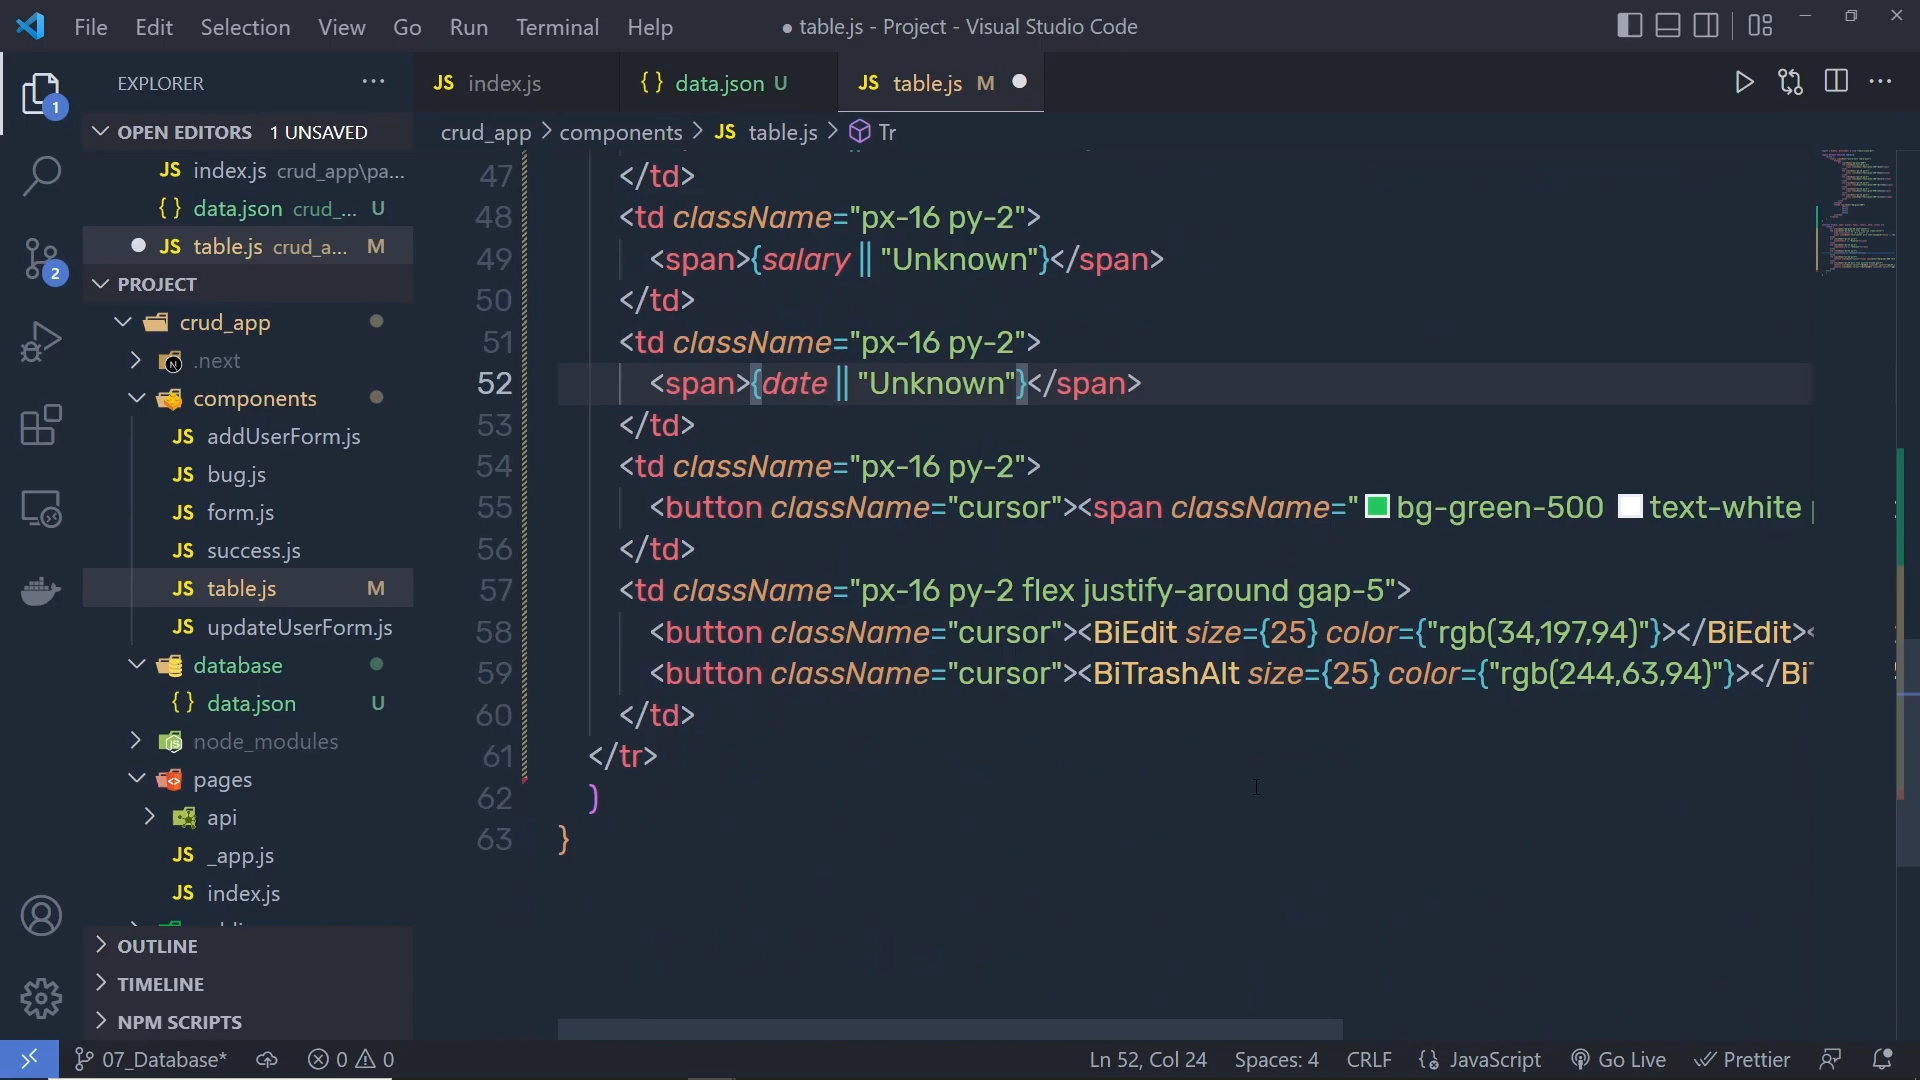 File Edit Selection View Go Run Terminal Help
● table.js - Project - Visual Studio Code
EXPLORER
JS index.js
{} data.json U
JS table.js M
1
OPEN EDITORS 1 UNSAVED
crud_app > components > JS table.js > Tr
JS index.js crud_app\pa...
{} data.json crud_... U
JS table.js crud_a... M
2
PROJECT
crud_app
.next
components
JS addUserForm.js
JS bug.js
JS form.js
JS success.js
JS table.js M
JS updateUserForm.js
database
{} data.json U
node_modules
pages
api
JS _app.js
JS index.js
OUTLINE
TIMELINE
NPM SCRIPTS
47 </td>
48 <td className="px-16 py-2">
49 <span>{salary || "Unknown"}</span>
50 </td>
51 <td className="px-16 py-2">
52 <span>{date || "Unknown"}</span>
53 </td>
54 <td className="px-16 py-2">
55 <button className="cursor"><span className="bg-green-500 text-white
56 </td>
57 <td className="px-16 py-2 flex justify-around gap-5">
58 <button className="cursor"><BiEdit size={25} color={"rgb(34,197,94)"}></BiEdit><
59 <button className="cursor"><BiTrashAlt size={25} color={"rgb(244,63,94)"}></BiT
60 </td>
61 </tr>
62 )
63 }
07_Database* 0 0 Ln 52, Col 24 Spaces: 4 CRLF {} JavaScript Go Live Prettier